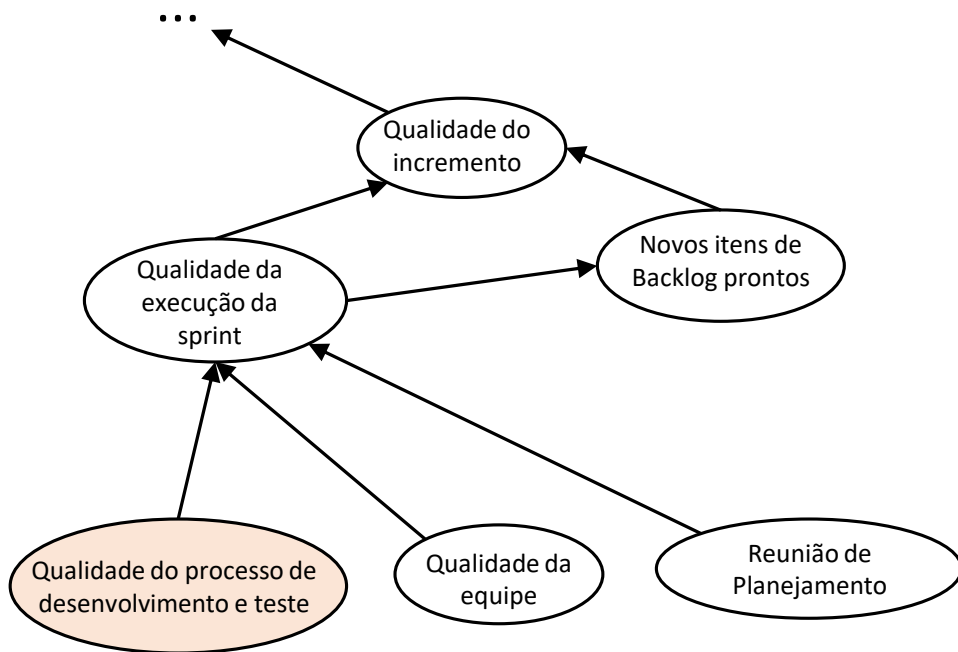 ...
Qualidade do
incremento
Novos itens de
Backlog prontos
Qualidade da
execução da
sprint
Qualidade do processo de
desenvolvimento e teste
Qualidade da
equipe
Reunião de
Planejamento